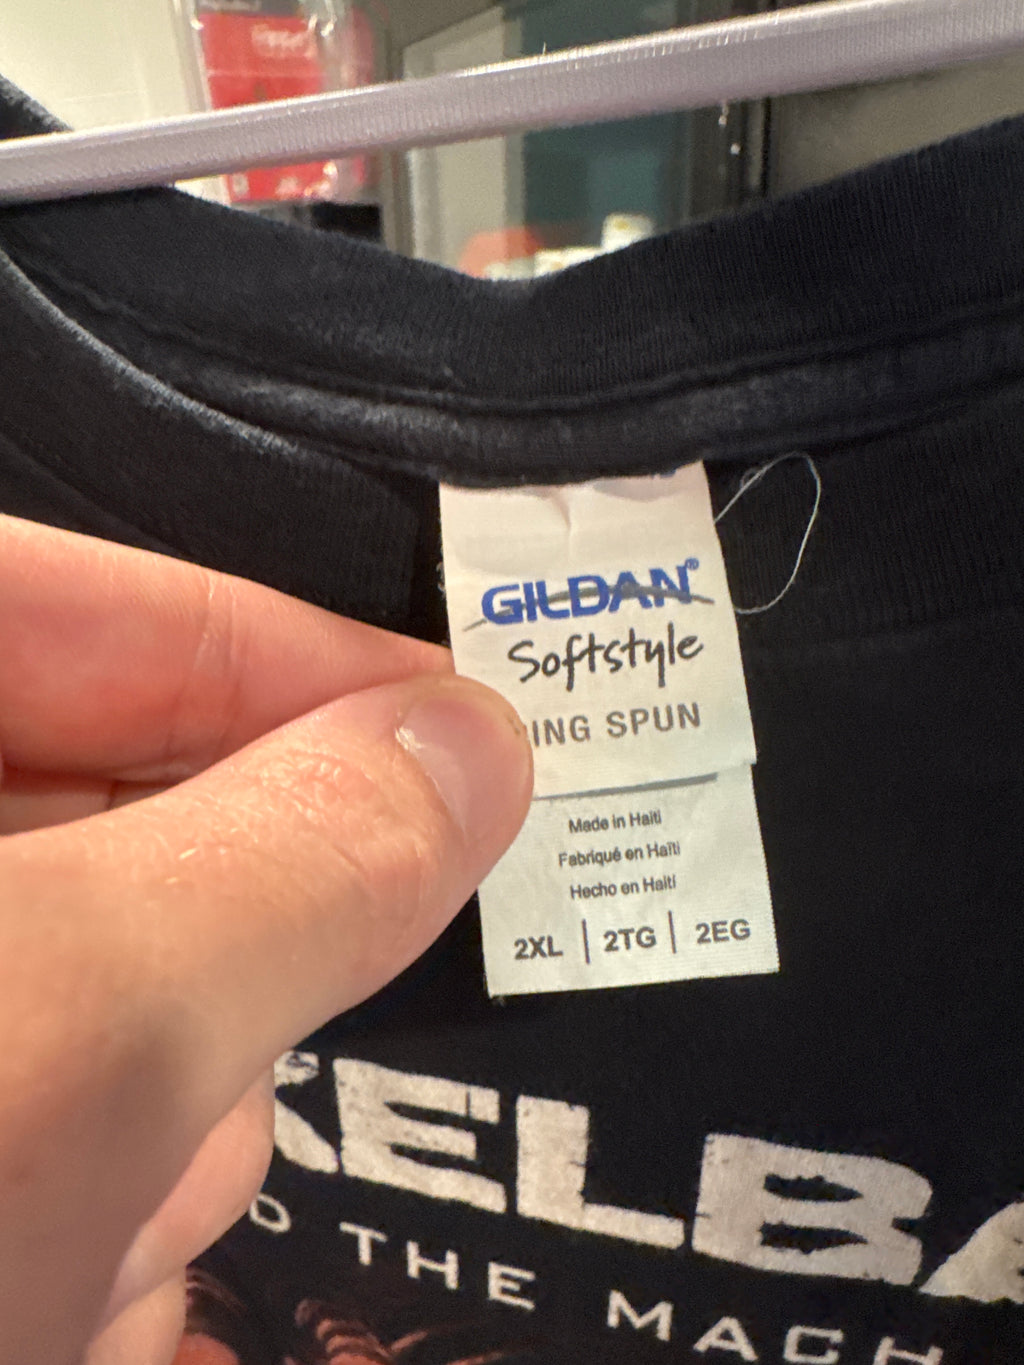 GILDAN®
Softstyle
ING SPUN
Made in Haiti
Fabriqué en Haïti
Hecho en Haití
2XL | 2TG | 2EG
KELBA
D THE MACH